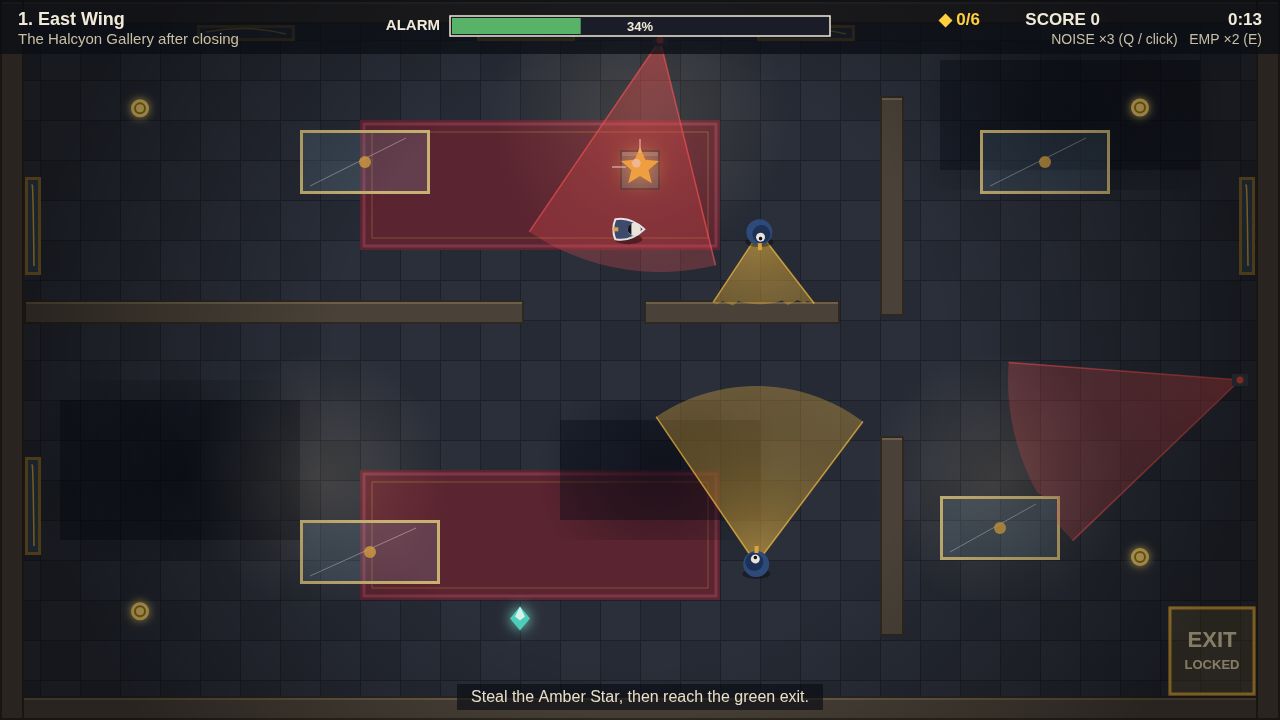 1. East Wing
The Halcyon Gallery after closing
ALARM
34%
◆ 0/6 SCORE 0 0:13
NOISE ×3 (Q / click) EMP ×2 (E)
EXIT
LOCKED
Steal the Amber Star, then reach the green exit.